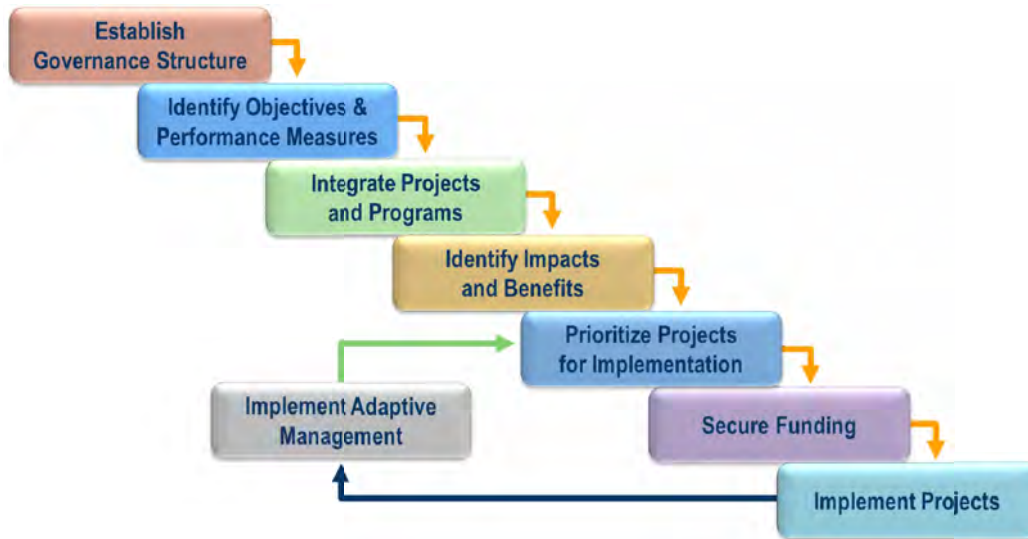 Establish
Governance Structure
Identify Objectives &
Performance Measures
Integrate Projects
and Programs
Identify Impacts
and Benefits
Prioritize Projects
for Implementation
Implement Adaptive
Management
Secure Funding
Implement Projects